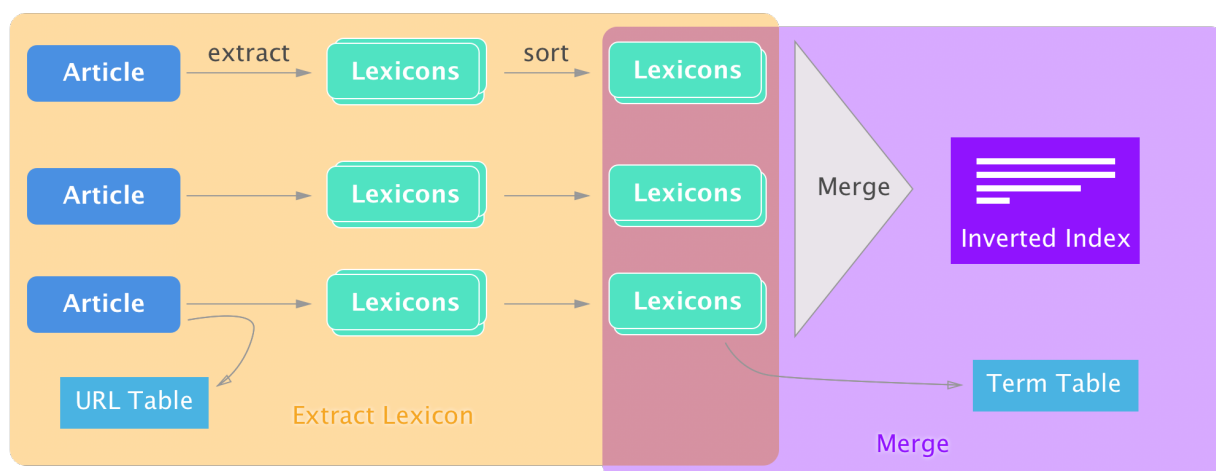 Article
extract
Lexicons
sort
Lexicons
Article
Lexicons
Lexicons
Merge
Inverted Index
Article
Lexicons
Lexicons
URL Table
Extract Lexicon
Term Table
Merge